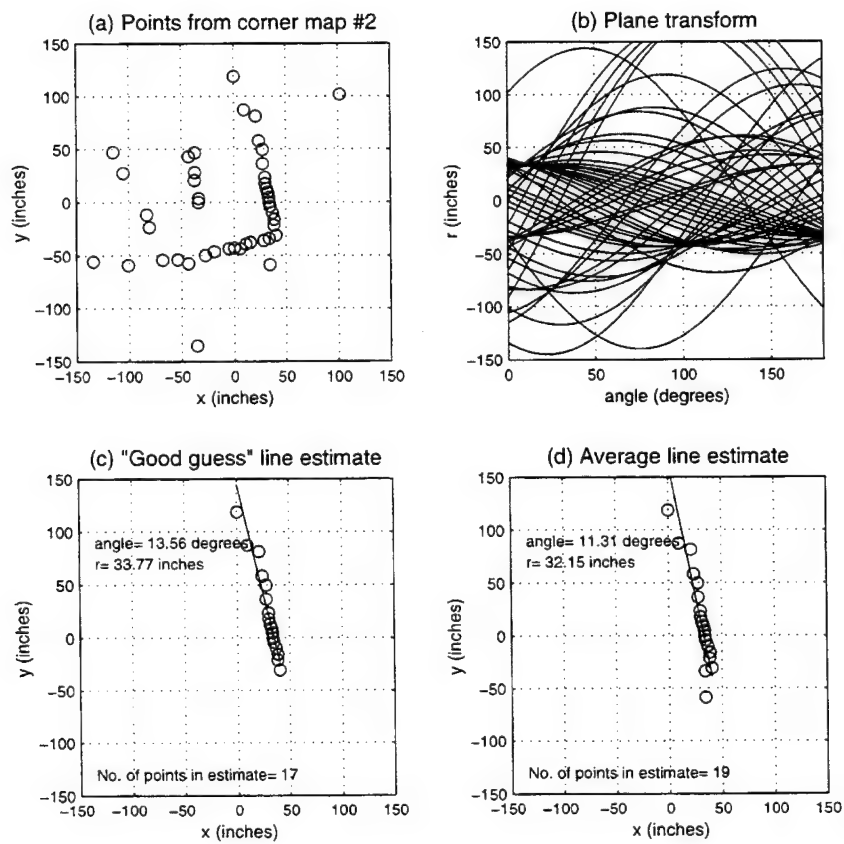 (a) Points from corner map #2
150
100
50
0
−50
−100
−150
−150 −100 −50 0 50 100 150
y (inches)
x (inches)
(b) Plane transform
150
100
50
0
−50
−100
−150
0 50 100 150
r (inches)
angle (degrees)
(c) "Good guess" line estimate
150
100
50
0
−50
−100
−150
−150 −100 −50 0 50 100 150
y (inches)
x (inches)
angle= 13.56 degrees
r= 33.77 inches
No. of points in estimate= 17
(d) Average line estimate
150
100
50
0
−50
−100
−150
−150 −100 −50 0 50 100 150
y (inches)
x (inches)
angle= 11.31 degrees
r= 32.15 inches
No. of points in estimate= 19